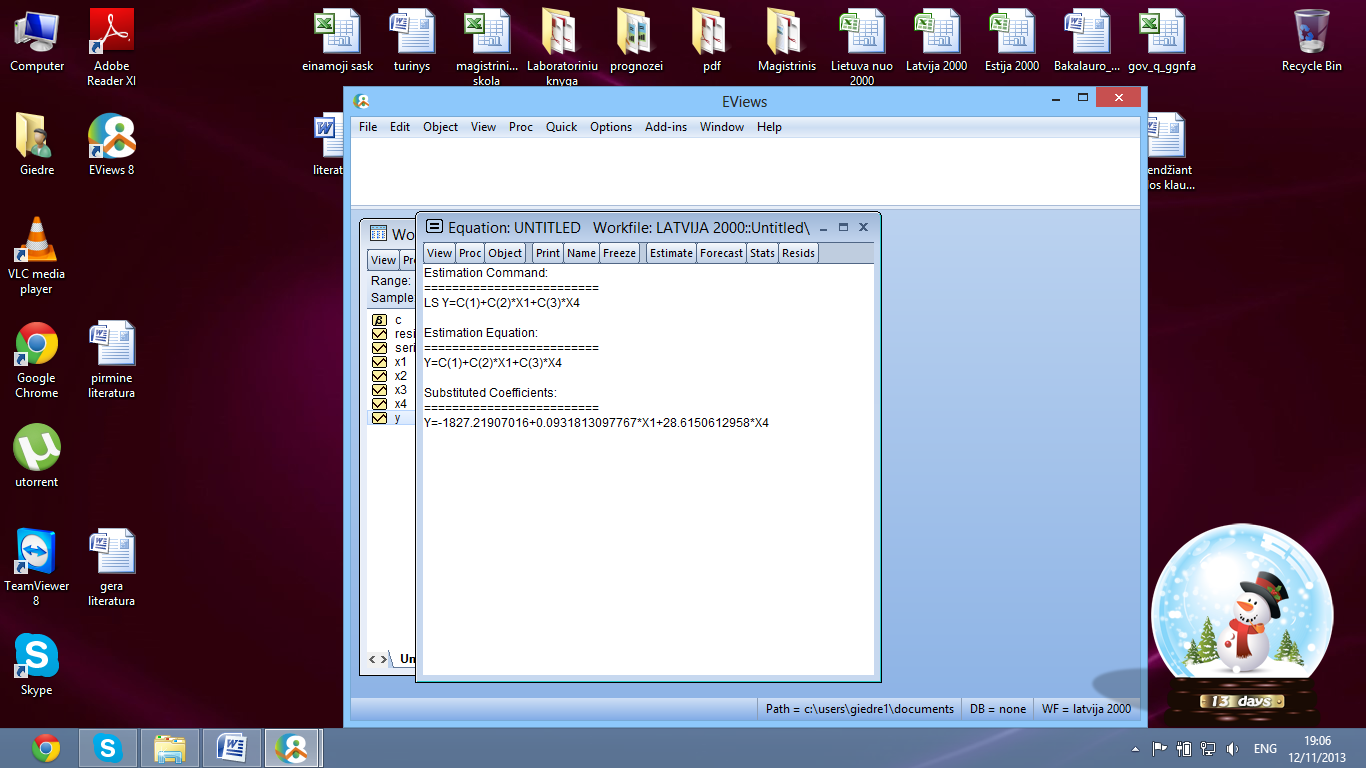 Computer
Adobe
Reader XI
einamoji sask
turinys
magistrini...
skola
Laboratoriniu
knyga
prognozei
pdf
Magistrinis
Lietuva nuo
2000
Latvija 2000
Estija 2000
Bakalauro_...
gov_q_ggnfa
Recycle Bin
Giedre
EViews 8
literat
endžiant
ios klau...
VLC media
player
Google
Chrome
pirmine
literatura
utorrent
TeamViewer
8
gera
literatura
Skype
EViews
File Edit Object View Proc Quick Options Add-ins Window Help
Wo
View Pr
Range:
Sample
c
resi
seri
x1
x2
x3
x4
y
< >
Un
Equation: UNTITLED Workfile: LATVIJA 2000::Untitled\
View Proc Object Print Name Freeze Estimate Forecast Stats Resids
Estimation Command:
=========================
LS Y=C(1)+C(2)*X1+C(3)*X4
Estimation Equation:
=========================
Y=C(1)+C(2)*X1+C(3)*X4
Substituted Coefficients:
=========================
Y=-1827.21907016+0.0931813097767*X1+28.6150612958*X4
Path = c:\users\giedre1\documents DB = none WF = latvija 2000
13 days
ENG
19:06
12/11/2013